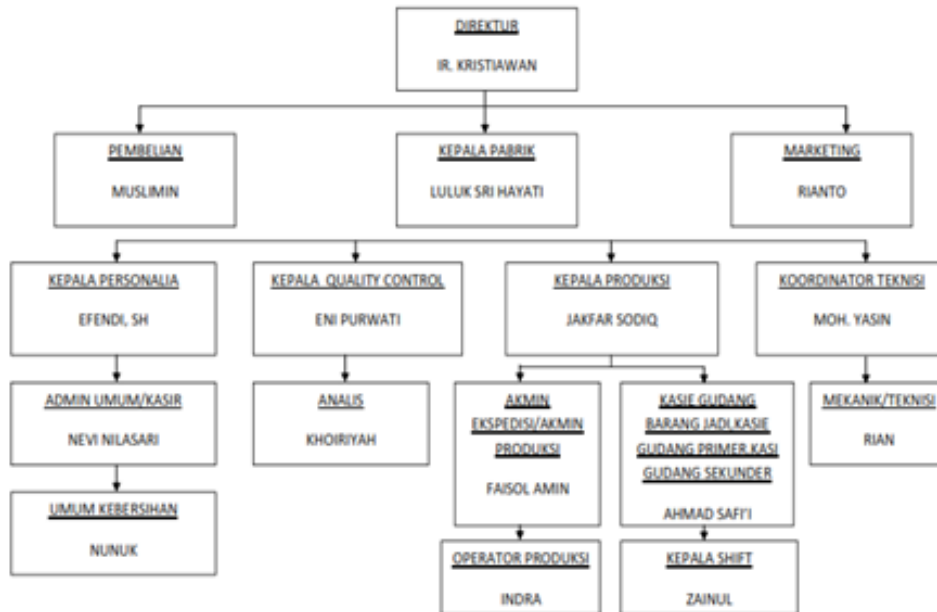 DIREKTUR
IR. KRISTIAWAN
PEMBELIAN
MUSLIMIN
KEPALA PABRIK
LULUK SRI HAYATI
MARKETING
RIANTO
KEPALA PERSONALIA
EFENDI, SH
KEPALA QUALITY CONTROL
ENI PURWATI
KEPALA PRODUKSI
JAKFAR SODIQ
KOORDINATOR TEKNISI
MOH. YASIN
ADMIN UMUM/KASIR
NEVI NILASARI
ANALIS
KHOIRIYAH
AKMIN
EKSPEDISI/AKMIN
PRODUKSI
FAISOL AMIN
KASIE GUDANG
BARANG JADI.KASIE
GUDANG PRIMER.KASI
GUDANG SEKUNDER
AHMAD SAFI'I
MEKANIK/TEKNISI
RIAN
UMUM KEBERSIHAN
NUNUK
OPERATOR PRODUKSI
INDRA
KEPALA SHIFT
ZAINUL